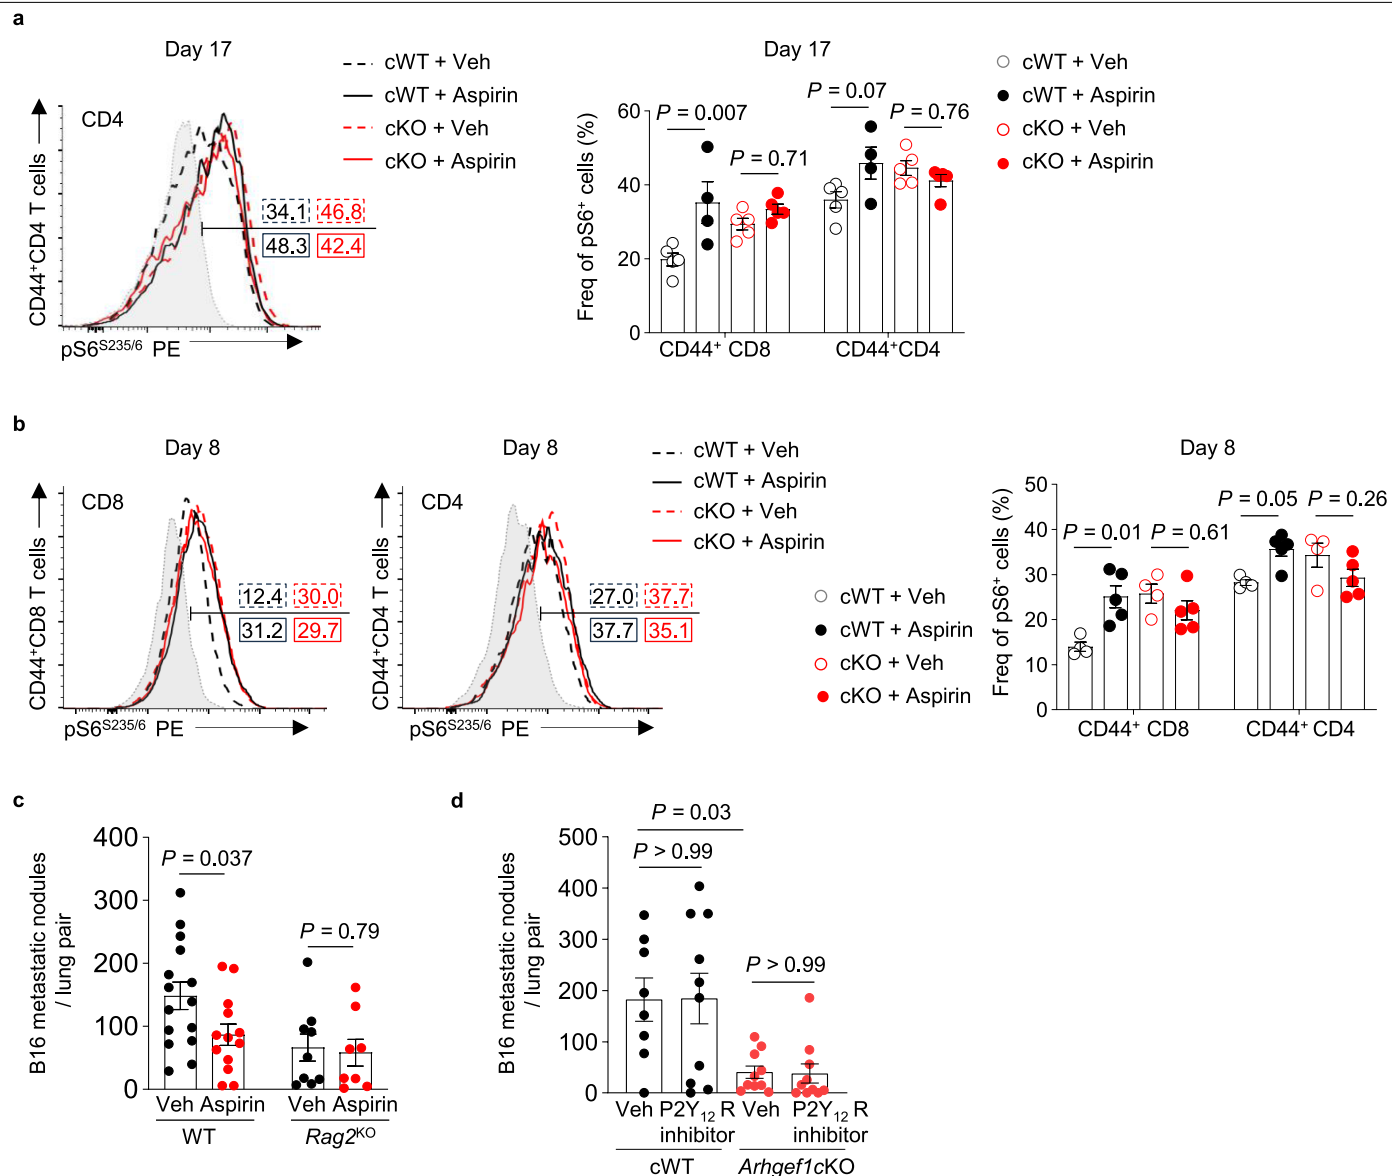 a
Day 17
cWT + Veh
cWT + Aspirin
cKO + Veh
cKO + Aspirin
CD4
CD44⁺CD4 T cells
34.1 46.8
48.3 42.4
pS6^S235/6 PE
Day 17
cWT + Veh
cWT + Aspirin
cKO + Veh
cKO + Aspirin
Freq of pS6⁺ cells (%)
60
40
20
0
P = 0.007
P = 0.71
P = 0.07
P = 0.76
CD44⁺ CD8
CD44⁺CD4
b
Day 8
CD8
CD44⁺CD8 T cells
12.4 30.0
31.2 29.7
pS6^S235/6 PE
Day 8
CD4
CD44⁺CD4 T cells
27.0 37.7
37.7 35.1
pS6^S235/6 PE
cWT + Veh
cWT + Aspirin
cKO + Veh
cKO + Aspirin
cWT + Veh
cWT + Aspirin
cKO + Veh
cKO + Aspirin
Day 8
Freq of pS6⁺ cells (%)
50
40
30
20
10
0
P = 0.01
P = 0.61
P = 0.05
P = 0.26
CD44⁺ CD8
CD44⁺ CD4
c
B16 metastatic nodules
/ lung pair
400
300
200
100
0
P = 0.037
P = 0.79
Veh Aspirin
Veh Aspirin
WT
Rag2^KO
d
B16 metastatic nodules
/ lung pair
500
400
300
200
100
0
P = 0.03
P > 0.99
P > 0.99
Veh P2Y₁₂ R
inhibitor
Veh P2Y₁₂ R
inhibitor
cWT
Arhgef1cKO